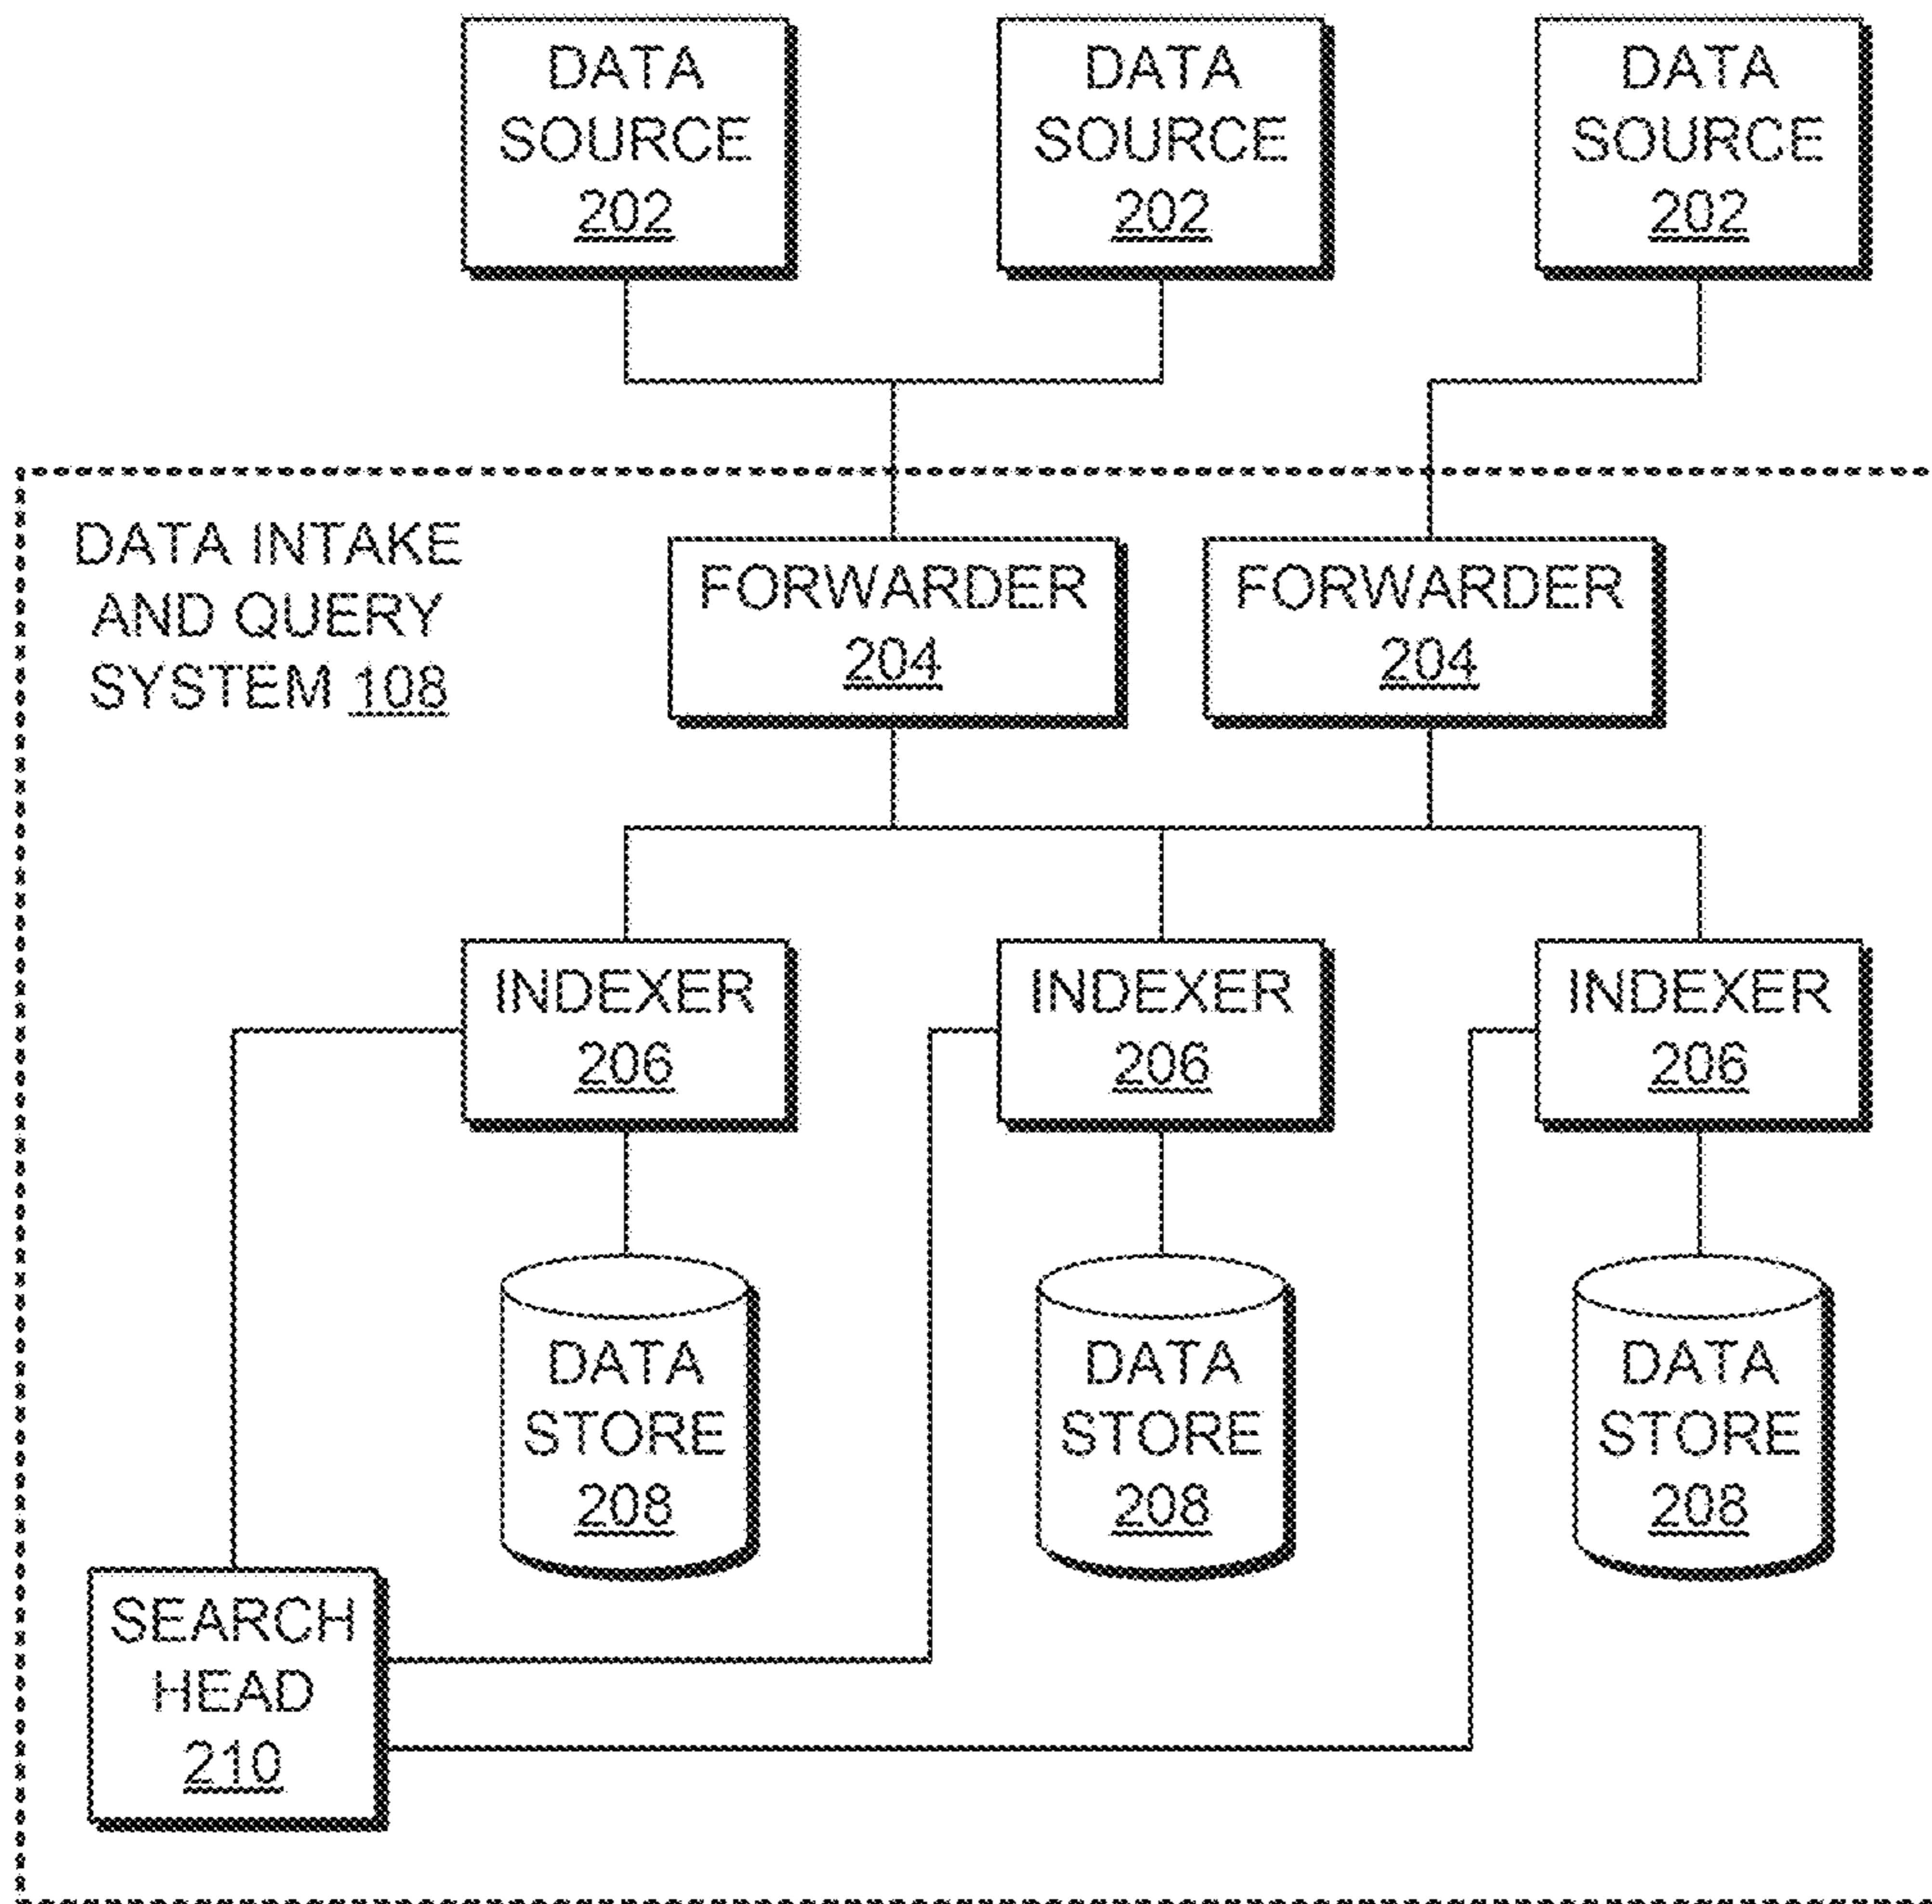 DATA
SOURCE
202
DATA
SOURCE
202
DATA
SOURCE
202
DATA INTAKE
AND QUERY
SYSTEM 108
FORWARDER
204
FORWARDER
204
INDEXER
206
INDEXER
206
INDEXER
206
DATA
STORE
208
DATA
STORE
208
DATA
STORE
208
SEARCH
HEAD
210